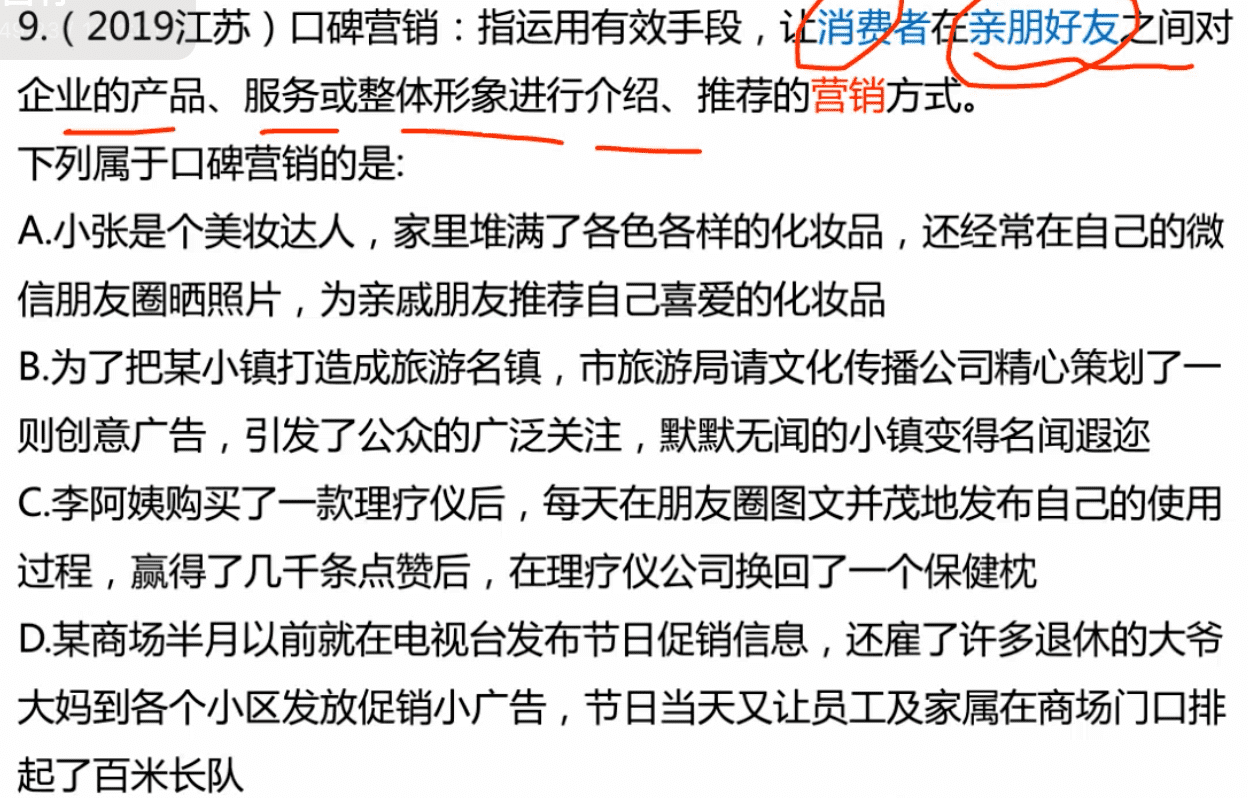 9.（2019江苏）口碑营销：指运用有效手段，让消费者在亲朋好友之间对
企业的产品、服务或整体形象进行介绍、推荐的营销方式。
下列属于口碑营销的是:
A.小张是个美妆达人，家里堆满了各色各样的化妆品，还经常在自己的微
信朋友圈晒照片，为亲戚朋友推荐自己喜爱的化妆品
B.为了把某小镇打造成旅游名镇，市旅游局请文化传播公司精心策划了一
则创意广告，引发了公众的广泛关注，默默无闻的小镇变得名闻遐迩
C.李阿姨购买了一款理疗仪后，每天在朋友圈图文并茂地发布自己的使用
过程，赢得了几千条点赞后，在理疗仪公司换回了一个保健枕
D.某商场半月以前就在电视台发布节日促销信息，还雇了许多退休的大爷
大妈到各个小区发放促销小广告，节日当天又让员工及家属在商场门口排
起了百米长队